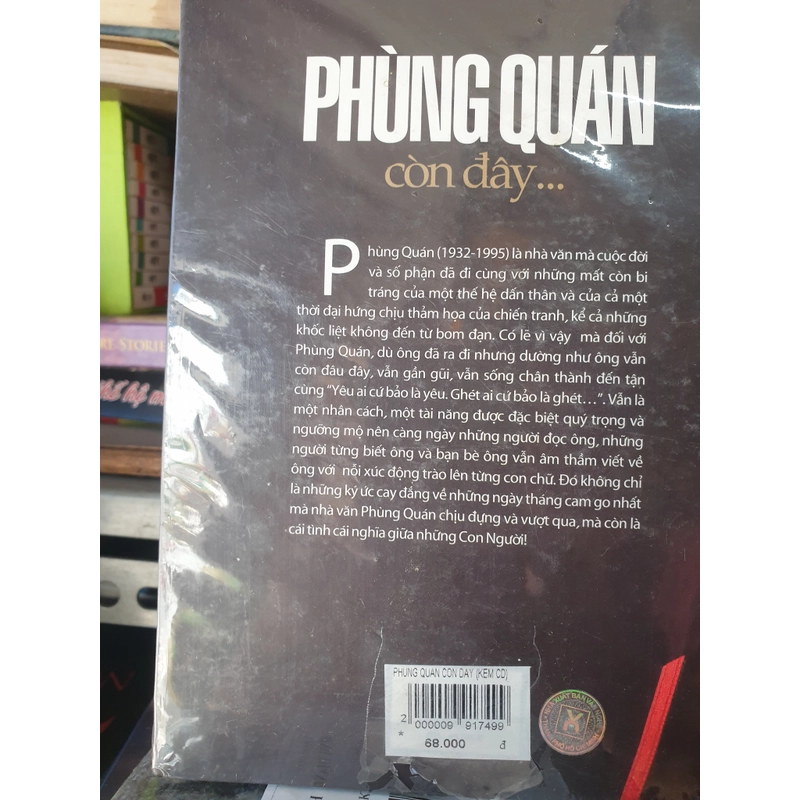 PHÙNG QUÁN
còn đây...
Phùng Quán (1932-1995) là nhà văn mà cuộc đời
và số phận đã đi cùng với những mất còn bi
tráng của một thế hệ dấn thân và của cả một
thời đại hứng chịu thảm họa của chiến tranh, kể cả những
khốc liệt không đến từ bom đạn. Có lẽ vì vậy mà đối với
Phùng Quán, dù ông đã ra đi nhưng dường như ông vẫn
còn đâu đây, vẫn gần gũi, vẫn sống chân thành đến tận
cùng "Yêu ai cứ bảo là yêu. Ghét ai cứ bảo là ghét...". Vẫn là
một nhân cách, một tài năng được đặc biệt quý trọng và
ngưỡng mộ nên càng ngày những người đọc ông, những
người từng biết ông và bạn bè ông vẫn âm thầm viết về
ông với nỗi xúc động trào lên từng con chữ. Đó không chỉ
là những ký ức cay đắng về những ngày tháng cam go nhất
mà nhà văn Phùng Quán chịu đựng và vượt qua, mà còn là
cái tình cái nghĩa giữa những Con Người!
RE STORIE
thế hệ
PHUNG QUAN CON DAY (KEM CD)
2 000009 917499
* 68.000 đ